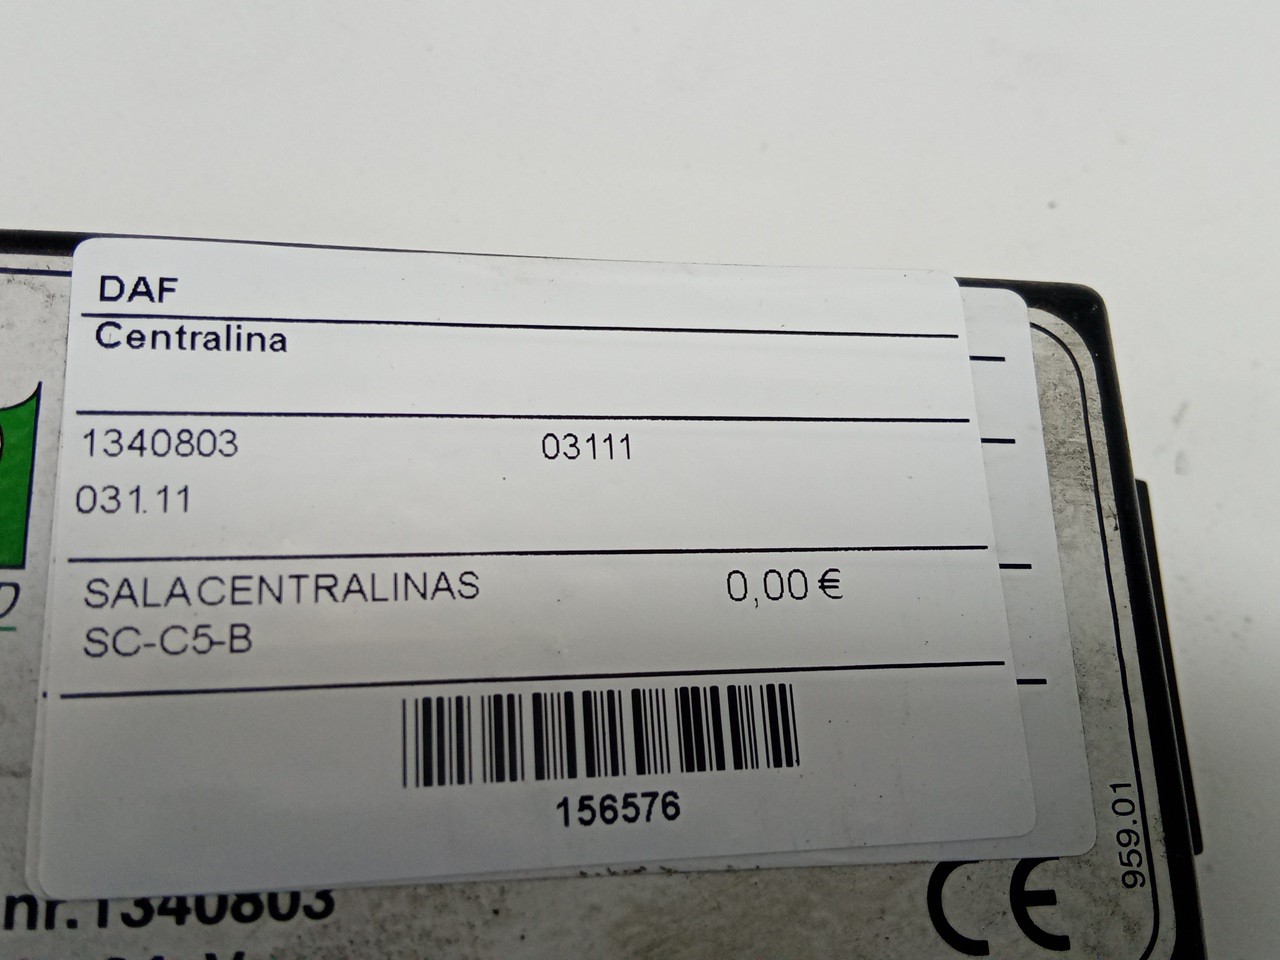 DAF
Centralina
1340803 03111
031.11
SALACENTRALINAS 0,00€
SC-C5-B
156576
959.01
nr.1340803
CE